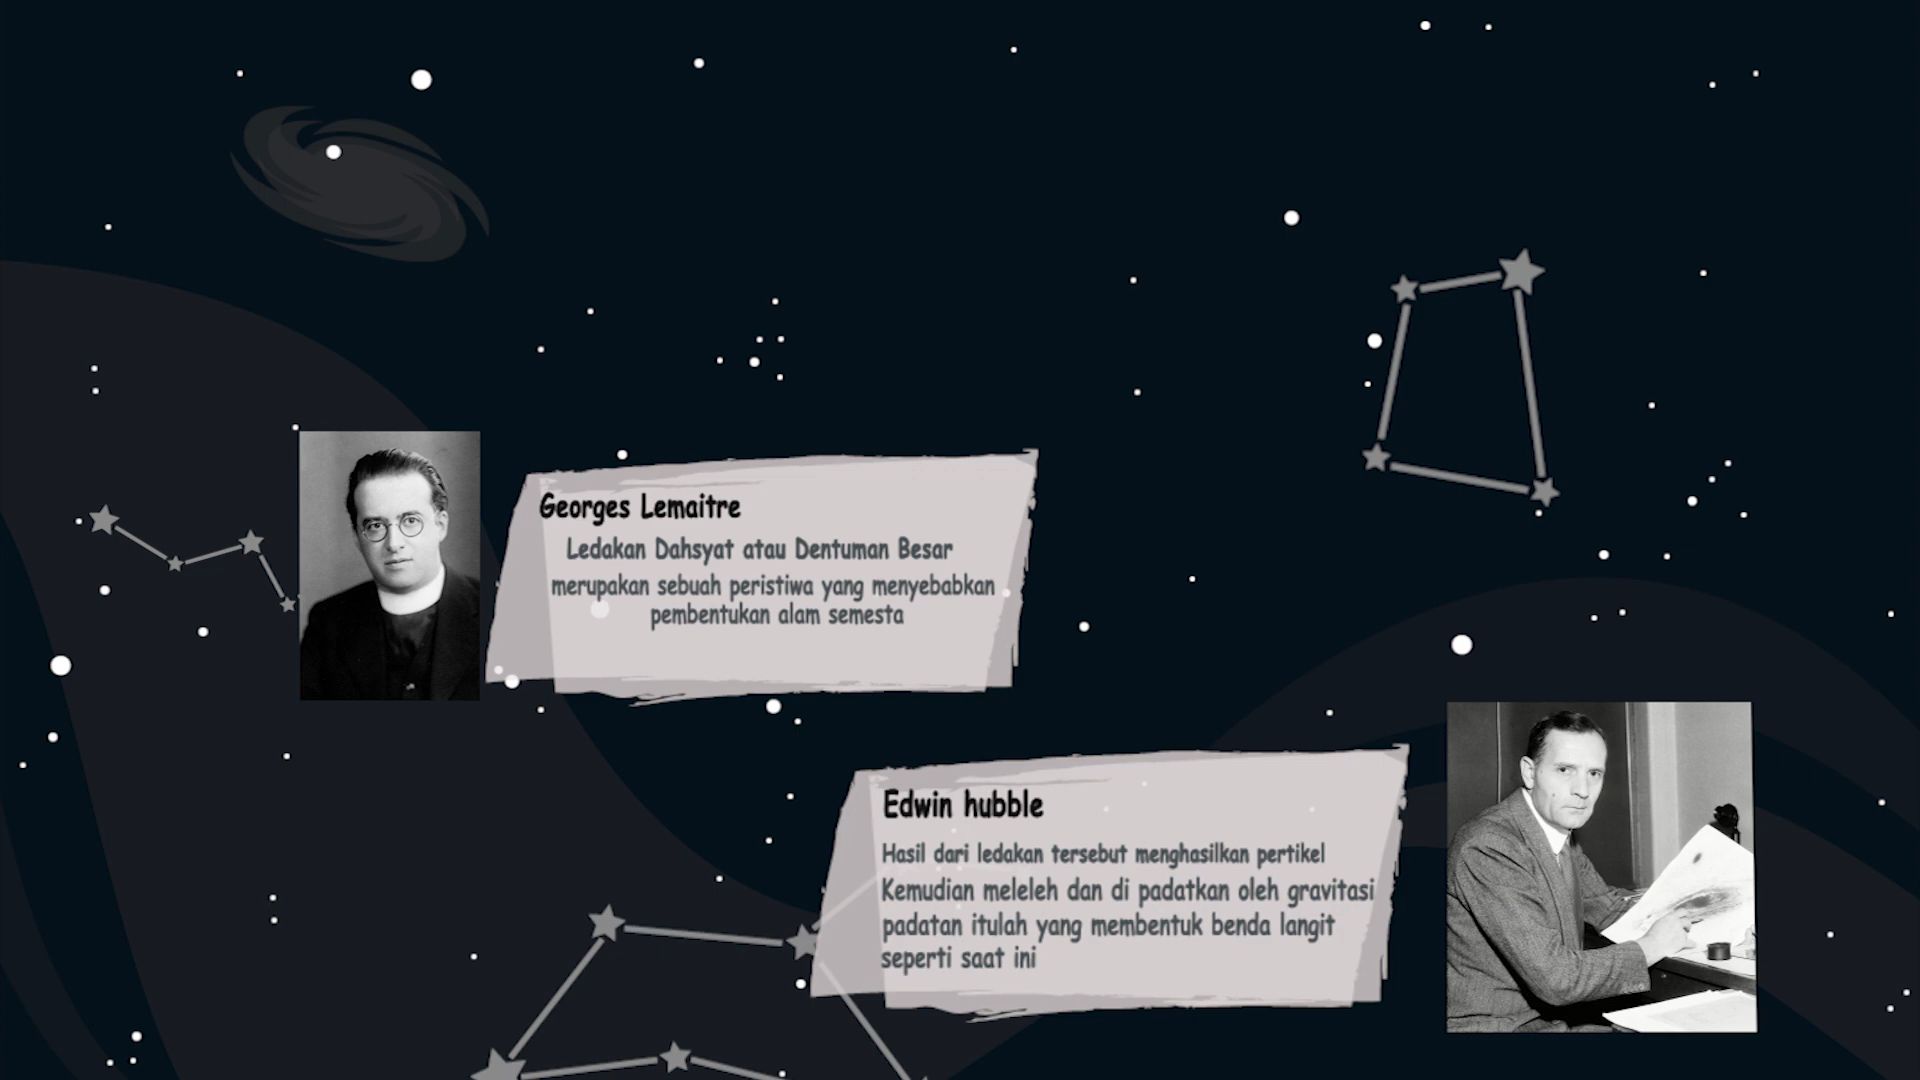 Georges Lemaitre
Ledakan Dahsyat atau Dentuman Besar
merupakan sebuah peristiwa yang menyebabkan
pembentukan alam semesta
Edwin hubble
Hasil dari ledakan tersebut menghasilkan pertikel
Kemudian meleleh dan di padatkan oleh gravitasi
padatan itulah yang membentuk benda langit
seperti saat ini